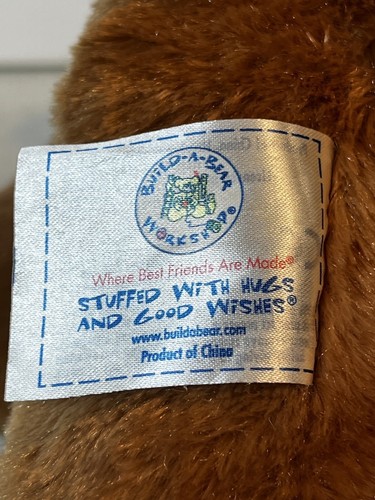 BUILD-A-BEAR
WORKSHOP®
Where Best Friends Are Made®
STUFFED WITH HUGS
AND GOOD WISHES®
www.buildabear.com
Product of China